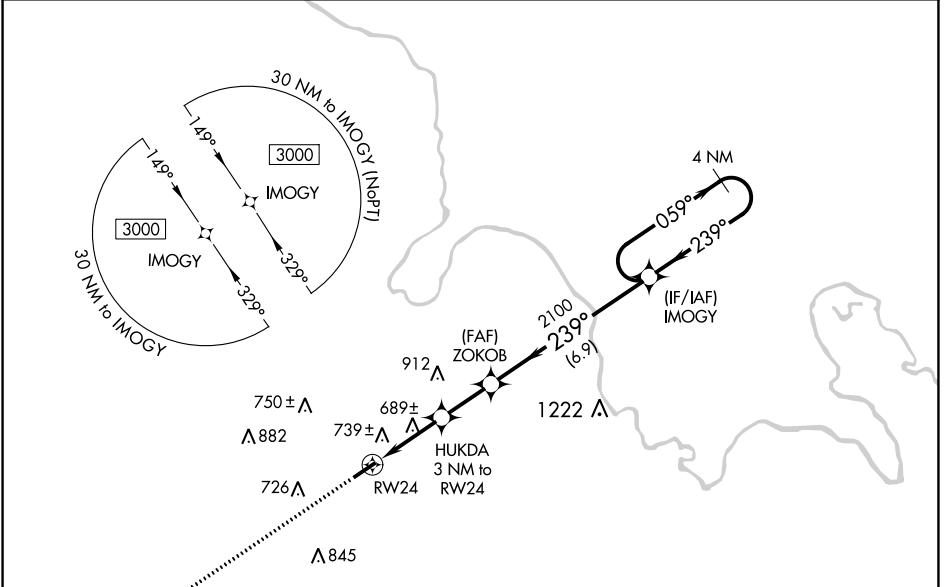 30 NM to IMOGY (NoPT)
149°
3000
IMOGY
329°
149°
3000
IMOGY
329°
30 NM to IMOGY
4 NM
059°
239°
(IF/IAF)
IMOGY
2100
239°
(6.9)
(FAF)
ZOKOB
912
1222
750 ±
689±
882
739 ±
HUKDA
3 NM to
RW24
RW24
726
845